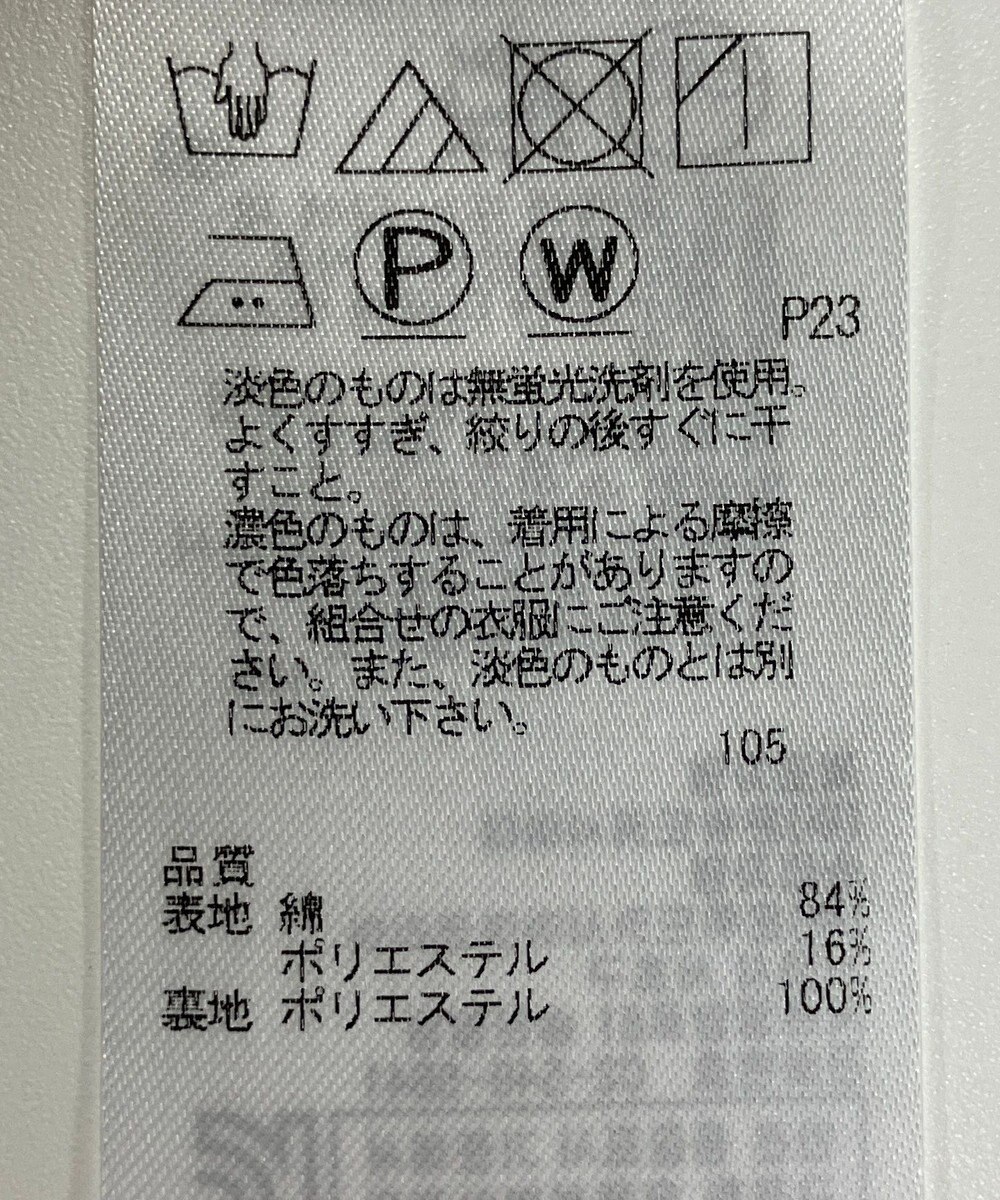 P
W
P23
淡色のものは無蛍光洗剤を使用。
よくすすぎ、絞りの後すぐに干
すこと。
濃色のものは、着用による摩擦
で色落ちすることがありますの
で、組合せの衣服にご注意くだ
さい。また、淡色のものとは別
にお洗い下さい。
105
品質
表地 綿 84%
ポリエステル 16%
裏地 ポリエステル 100%